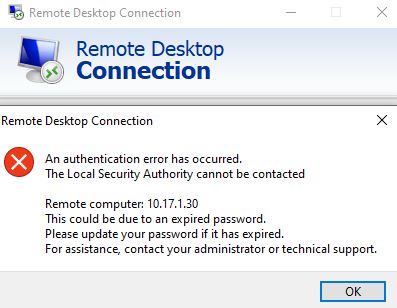 Remote Desktop Connection
Remote Desktop
Connection
Remote Desktop Connection
An authentication error has occurred.
The Local Security Authority cannot be contacted
Remote computer: 10.17.1.30
This could be due to an expired password.
Please update your password if it has expired.
For assistance, contact your administrator or technical support.
OK